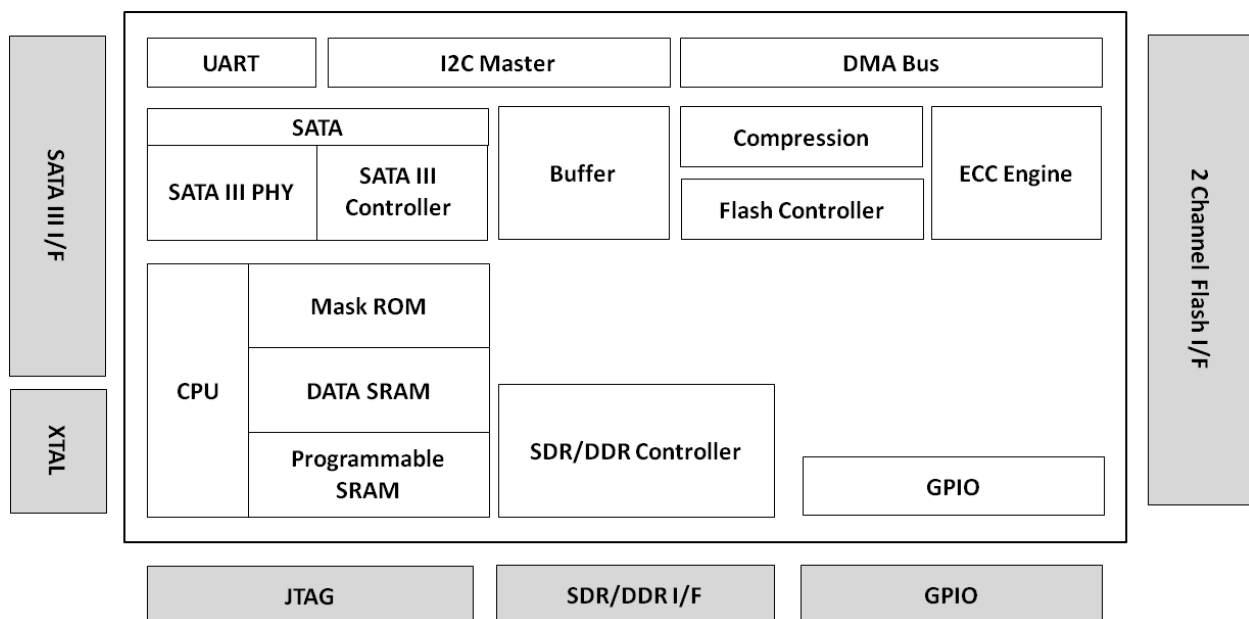 UART
I2C Master
DMA Bus
SATA III I/F
SATA
SATA III PHY
SATA III
Controller
Buffer
Compression
Flash Controller
ECC Engine
2 Channel Flash I/F
CPU
Mask ROM
DATA SRAM
Programmable
SRAM
XTAL
SDR/DDR Controller
GPIO
JTAG
SDR/DDR I/F
GPIO